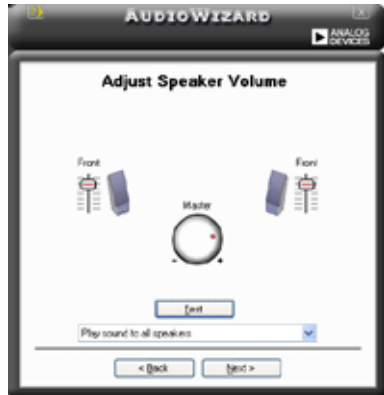 AUDIOWIZARD
ANALOG
DEVICES
Adjust Speaker Volume
Front
Front
Master
- +
Test
Play sound to all speakers
< Back
Next >